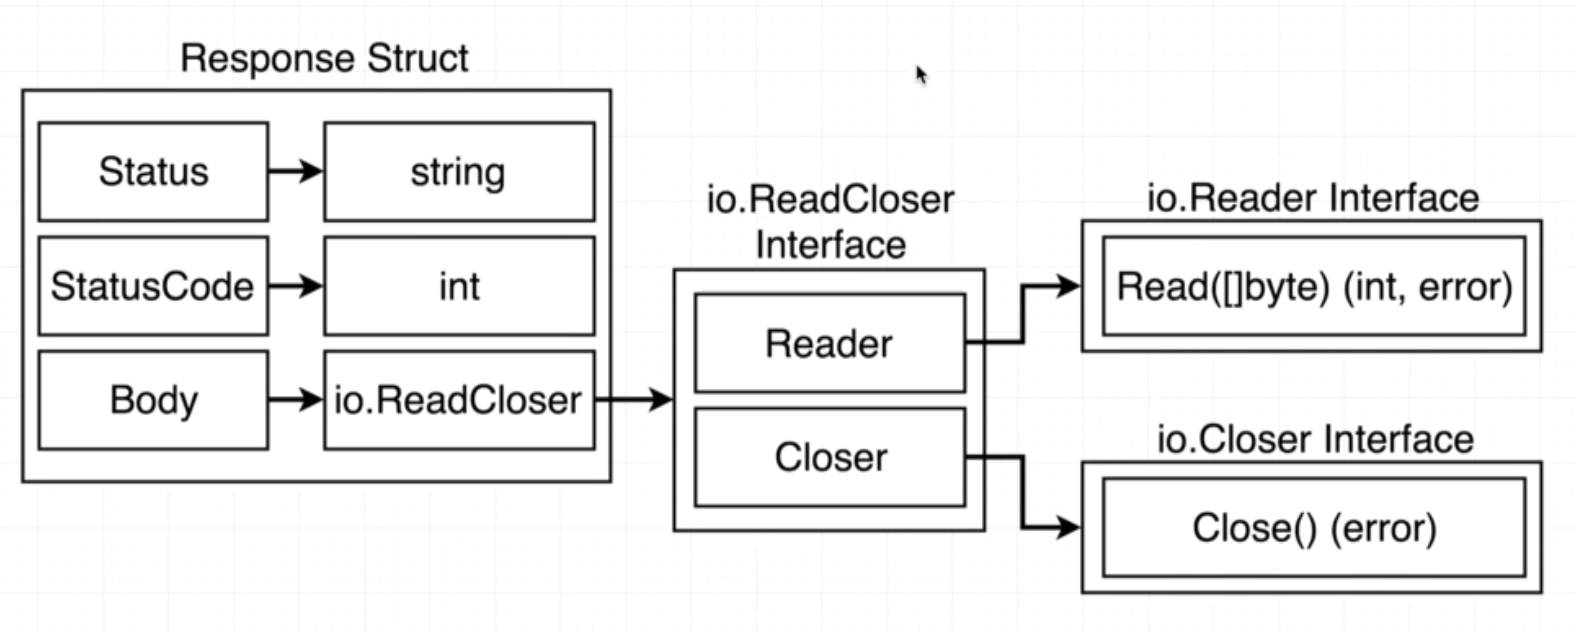 Response Struct
Status
string
StatusCode
int
Body
io.ReadCloser
io.ReadCloser
Interface
Reader
Closer
io.Reader Interface
Read([]byte) (int, error)
io.Closer Interface
Close() (error)